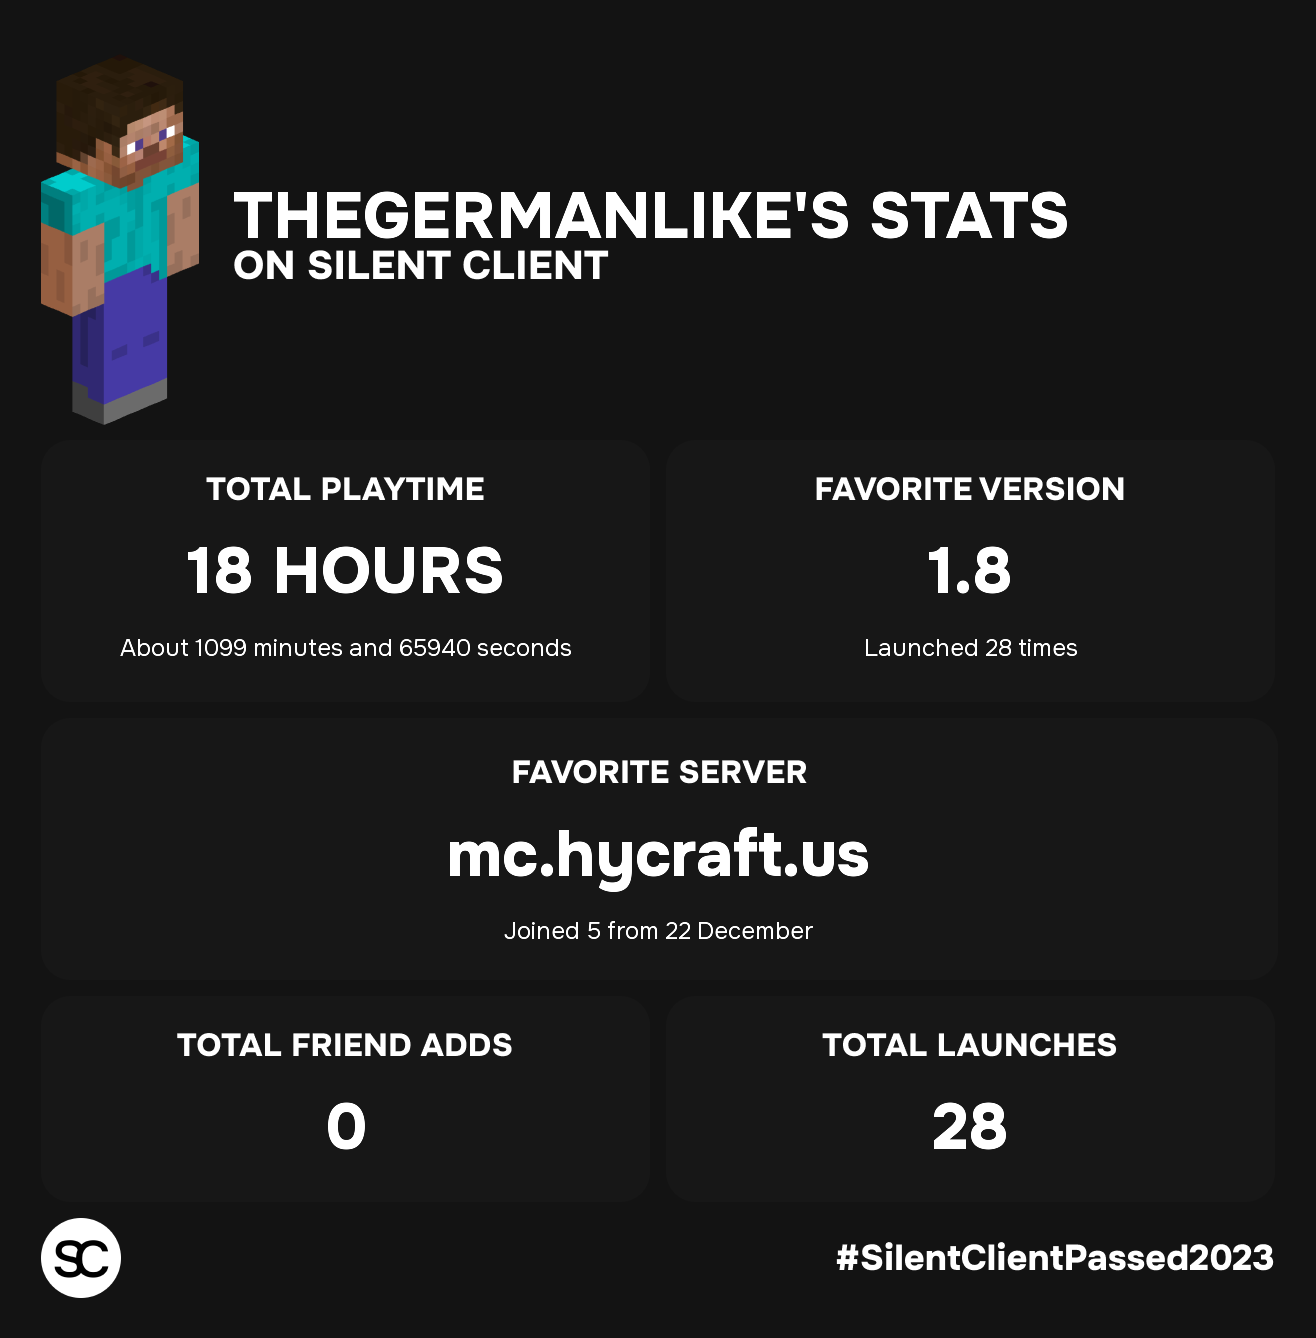 THEGERMANLIKE'S STATS
ON SILENT CLIENT
TOTAL PLAYTIME
18 HOURS
About 1099 minutes and 65940 seconds
FAVORITE VERSION
1.8
Launched 28 times
FAVORITE SERVER
mc.hycraft.us
Joined 5 from 22 December
TOTAL FRIEND ADDS
0
TOTAL LAUNCHES
28
SC
#SilentClientPassed2023